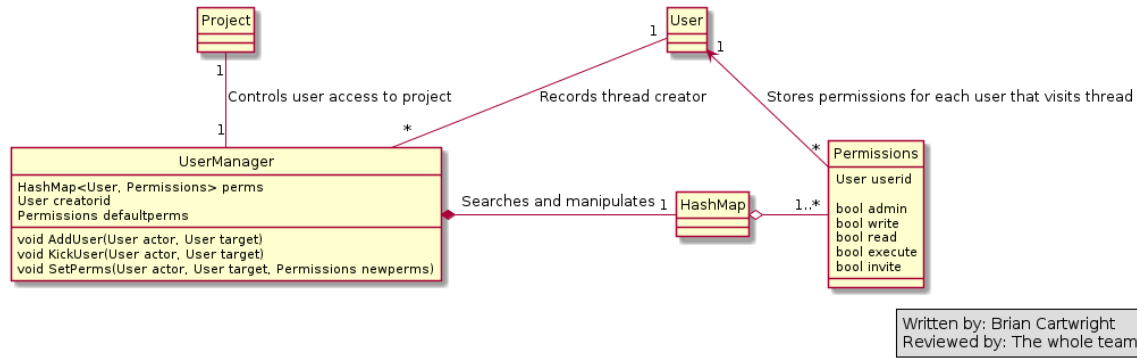 Project
User
1
1
1
Controls user access to project
Records thread creator
Stores permissions for each user that visits thread
1
*
*
UserManager
HashMap<User, Permissions> perms
User creatorid
Permissions defaultperms
void AddUser(User actor, User target)
void KickUser(User actor, User target)
void SetPerms(User actor, User target, Permissions newperms)
Searches and manipulates
1
HashMap
1..*
Permissions
User userid
bool admin
bool write
bool read
bool execute
bool invite
Written by: Brian Cartwright
Reviewed by: The whole team